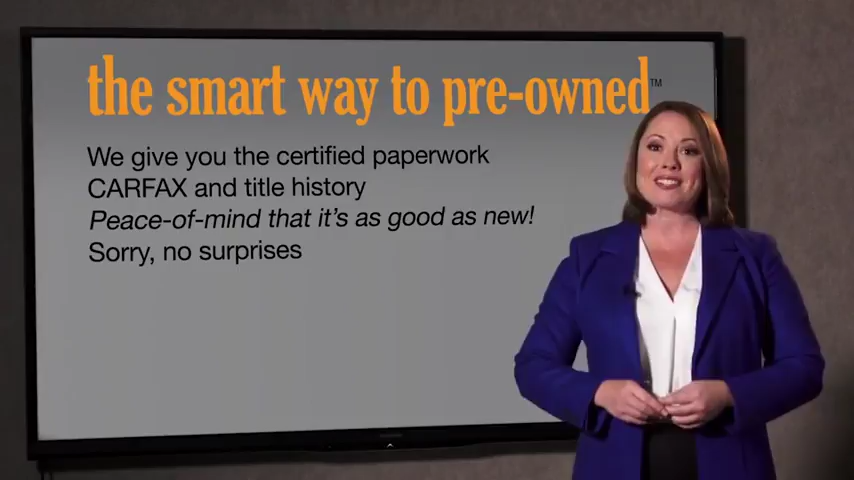 the smart way to pre-owned™
We give you the certified paperwork
CARFAX and title history
Peace-of-mind that it's as good as new!
Sorry, no surprises